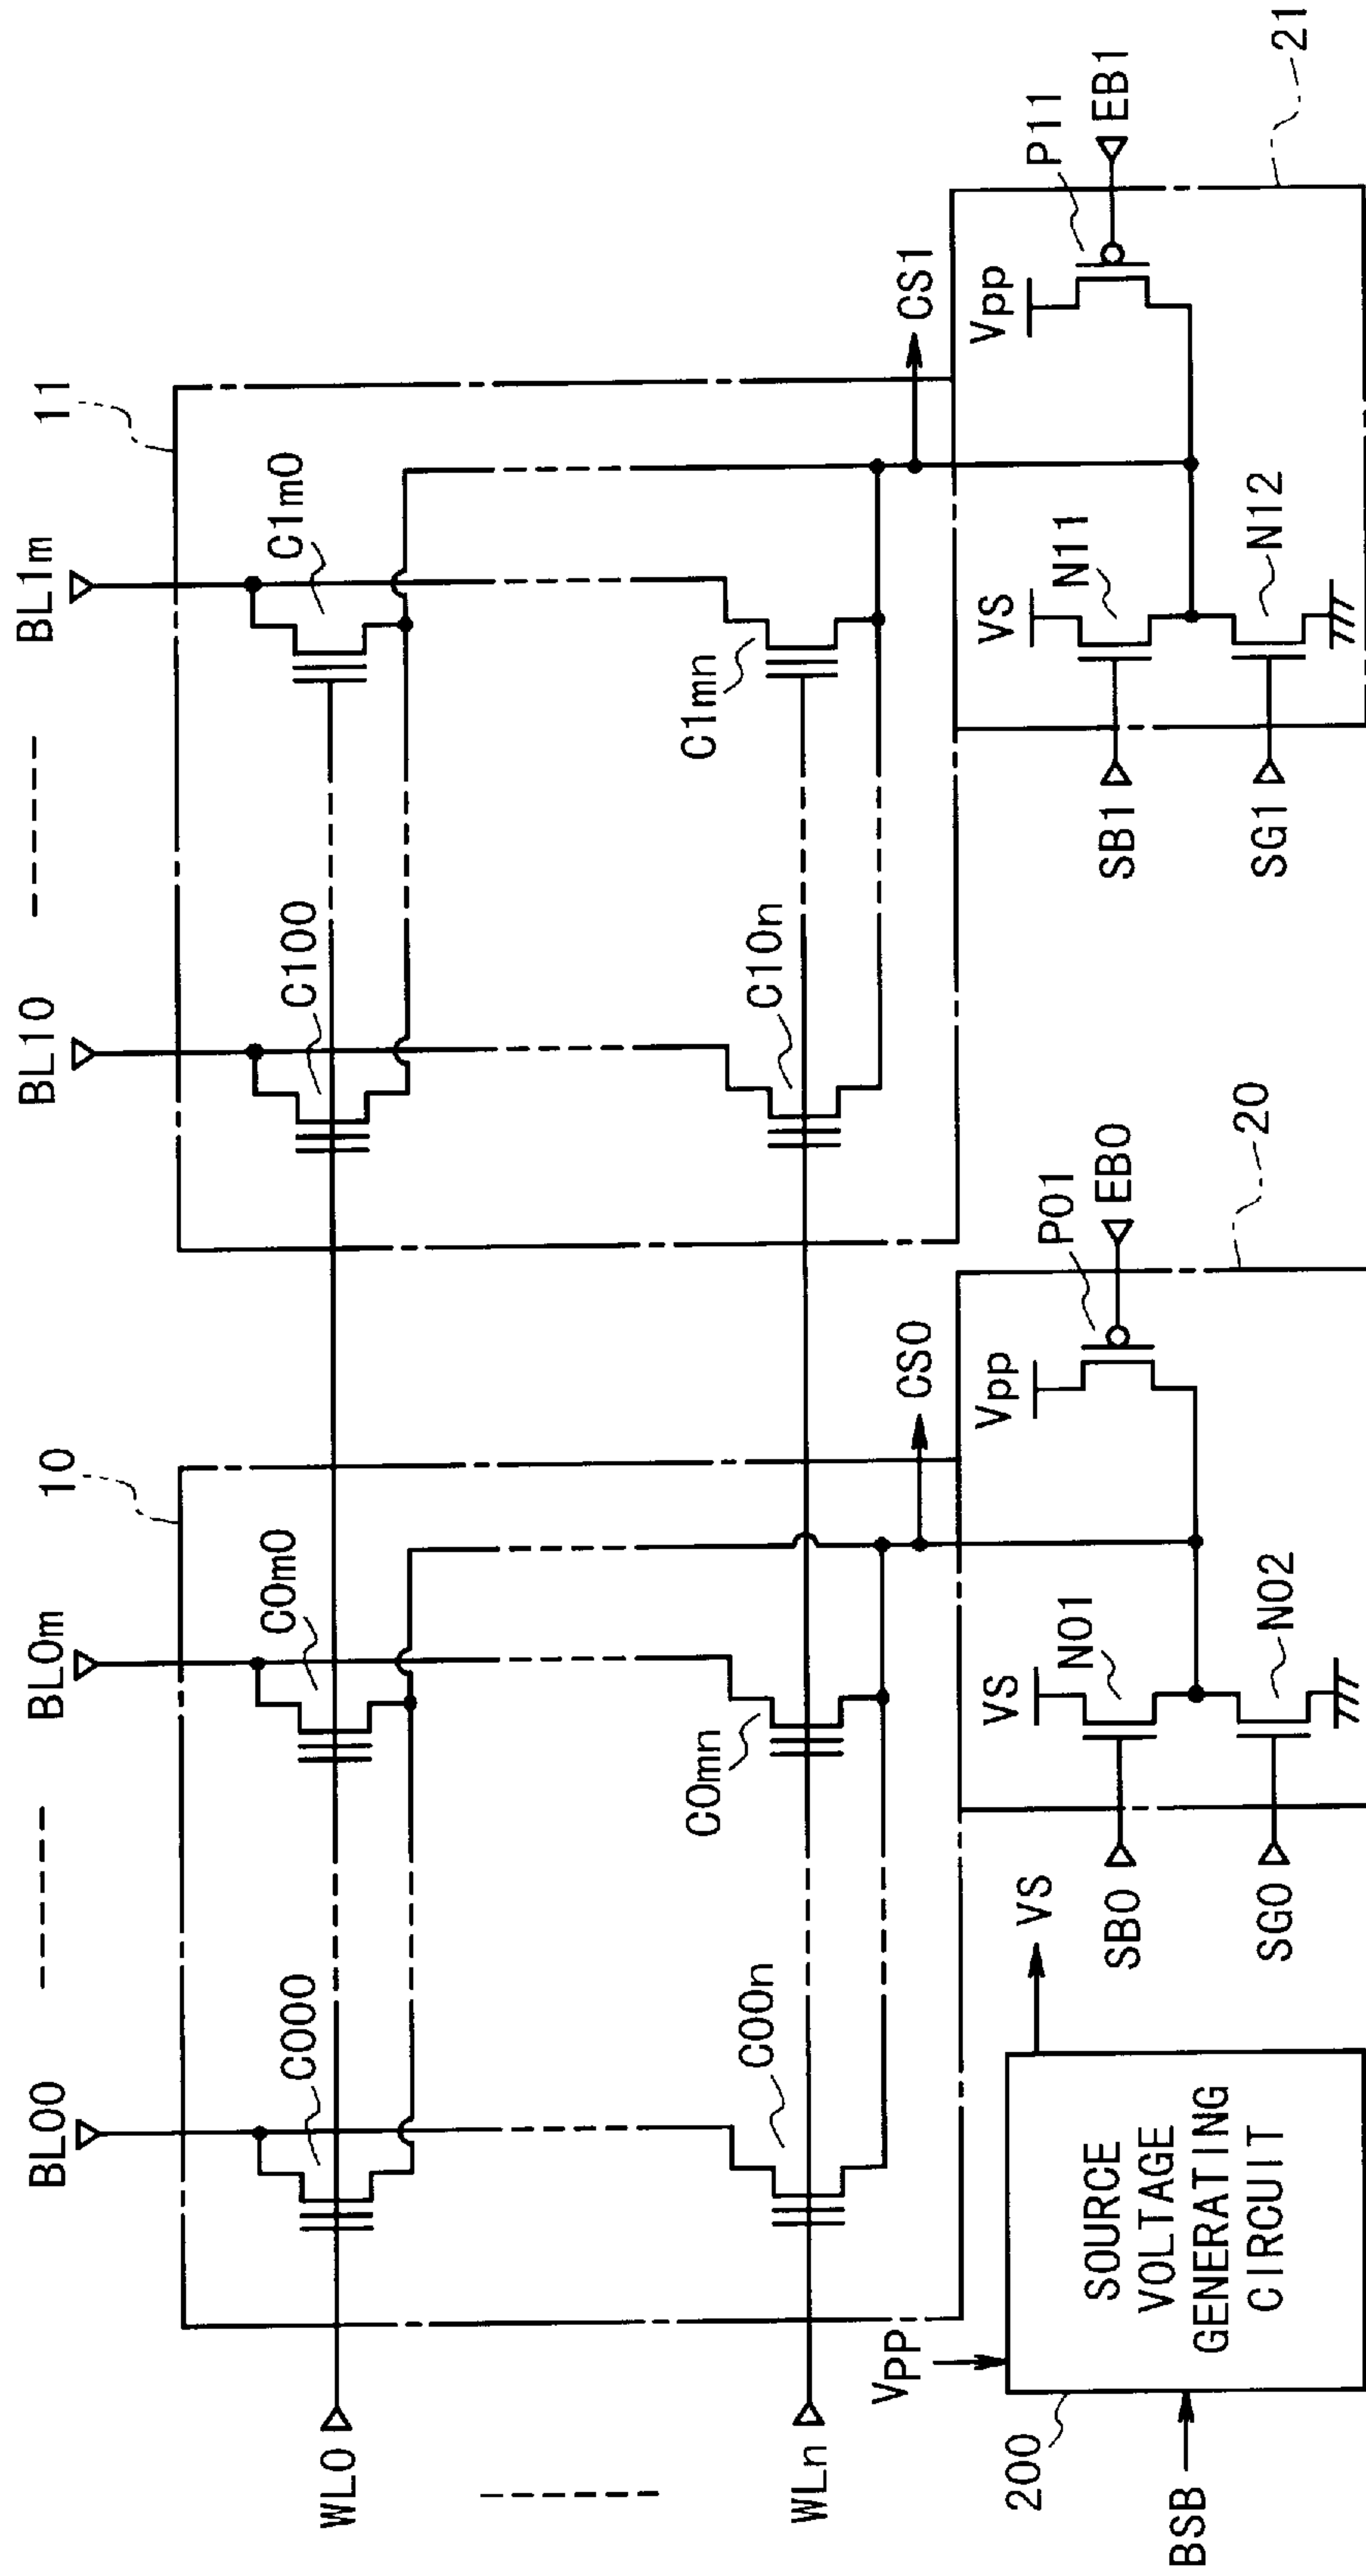 BL00
BL0m
BL10
BL1m
10
11
C000
C0m0
C100
C1m0
WL0
C00n
C0mn
C10n
C1mn
WLn
CS0
CS1
VPP
200
BSB
SOURCE
VOLTAGE
GENERATING
CIRCUIT
VS
SB0
SG0
VS
N01
N02
Vpp
P01
EB0
20
SB1
SG1
VS
N11
N12
Vpp
P11
EB1
21